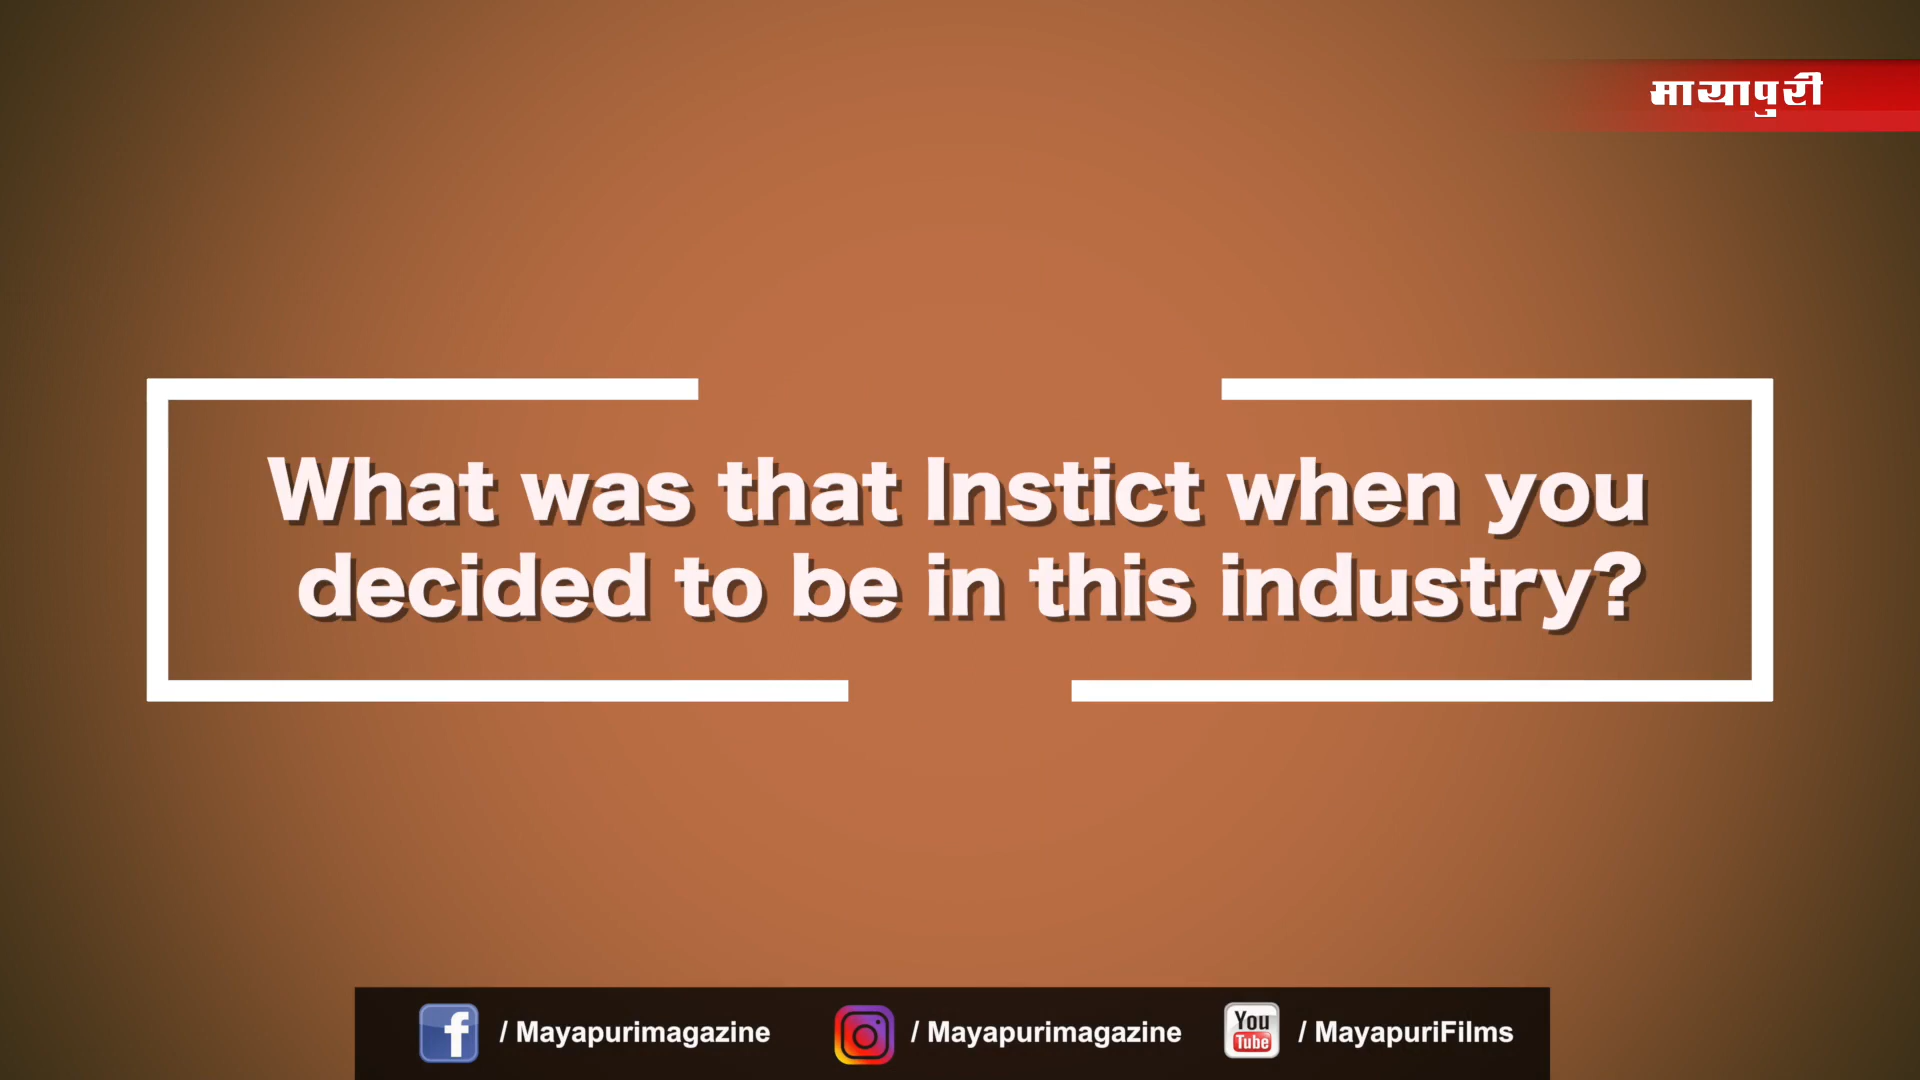 मायापुरी
What was that Instict when you
decided to be in this industry?
/ Mayapurimagazine
/ Mayapurimagazine
You
Tube
/ MayapuriFilms